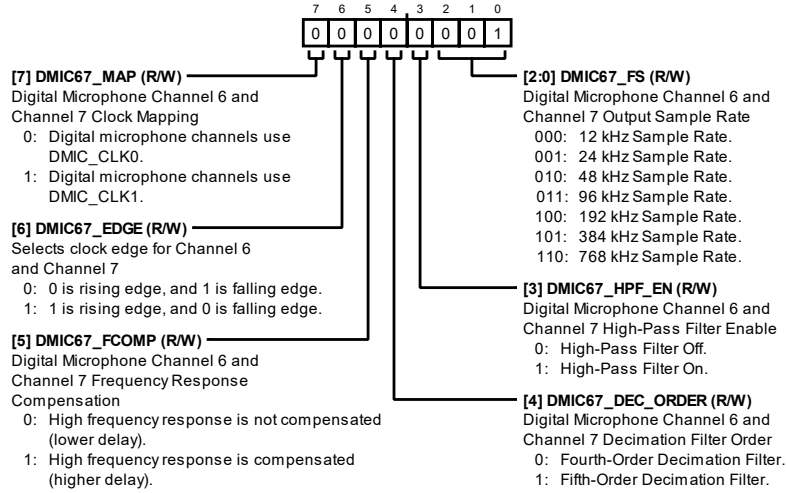 7 6 5 4 3 2 1 0
0 0 0 0 0 0 0 1
[7] DMIC67_MAP (R/W)
Digital Microphone Channel 6 and
Channel 7 Clock Mapping
0: Digital microphone channels use
DMIC_CLK0.
1: Digital microphone channels use
DMIC_CLK1.
[6] DMIC67_EDGE (R/W)
Selects clock edge for Channel 6
and Channel 7
0: 0 is rising edge, and 1 is falling edge.
1: 1 is rising edge, and 0 is falling edge.
[5] DMIC67_FCOMP (R/W)
Digital Microphone Channel 6 and
Channel 7 Frequency Response
Compensation
0: High frequency response is not compensated
(lower delay).
1: High frequency response is compensated
(higher delay).
[2:0] DMIC67_FS (R/W)
Digital Microphone Channel 6 and
Channel 7 Output Sample Rate
000: 12 kHz Sample Rate.
001: 24 kHz Sample Rate.
010: 48 kHz Sample Rate.
011: 96 kHz Sample Rate.
100: 192 kHz Sample Rate.
101: 384 kHz Sample Rate.
110: 768 kHz Sample Rate.
[3] DMIC67_HPF_EN (R/W)
Digital Microphone Channel 6 and
Channel 7 High-Pass Filter Enable
0: High-Pass Filter Off.
1: High-Pass Filter On.
[4] DMIC67_DEC_ORDER (R/W)
Digital Microphone Channel 6 and
Channel 7 Decimation Filter Order
0: Fourth-Order Decimation Filter.
1: Fifth-Order Decimation Filter.